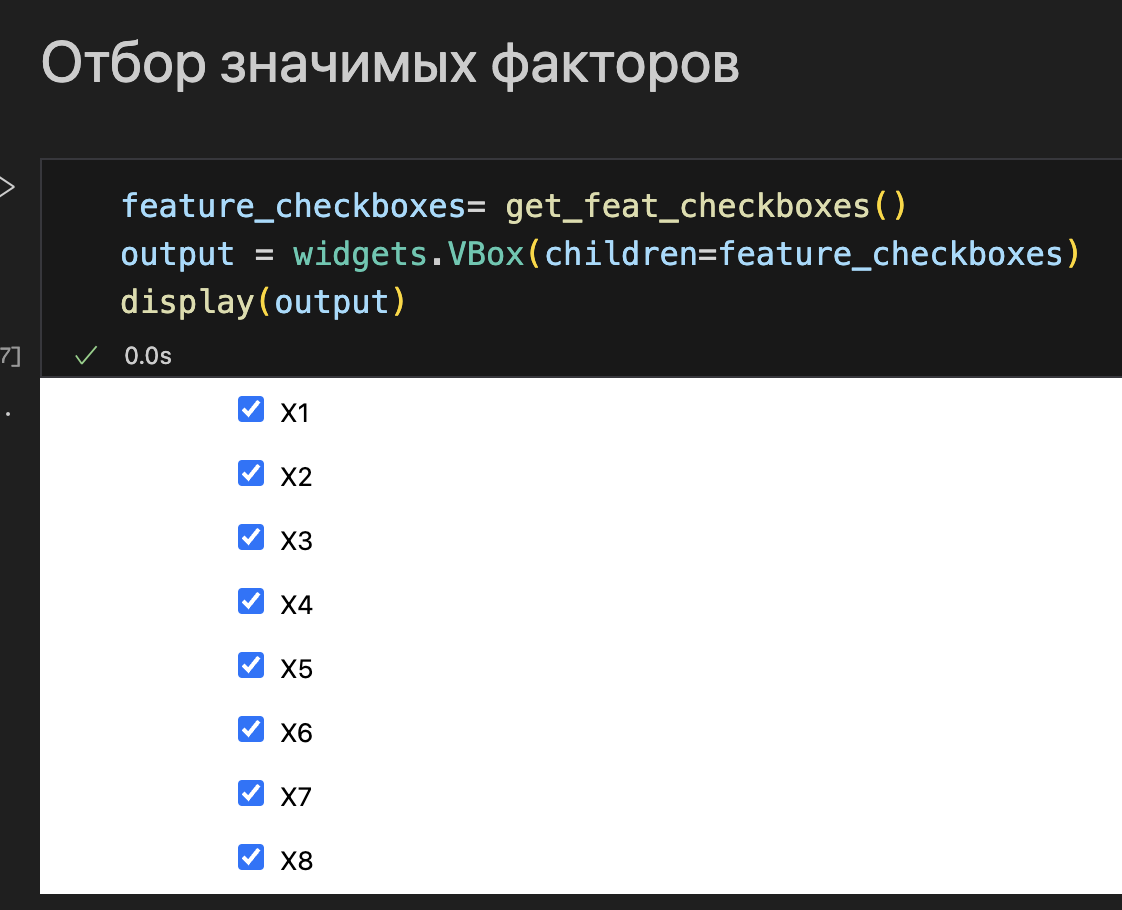 Отбор значимых факторов
feature_checkboxes= get_feat_checkboxes()
output = widgets.VBox(children=feature_checkboxes)
display(output)
7]
0.0s
X1
X2
X3
X4
X5
X6
X7
X8